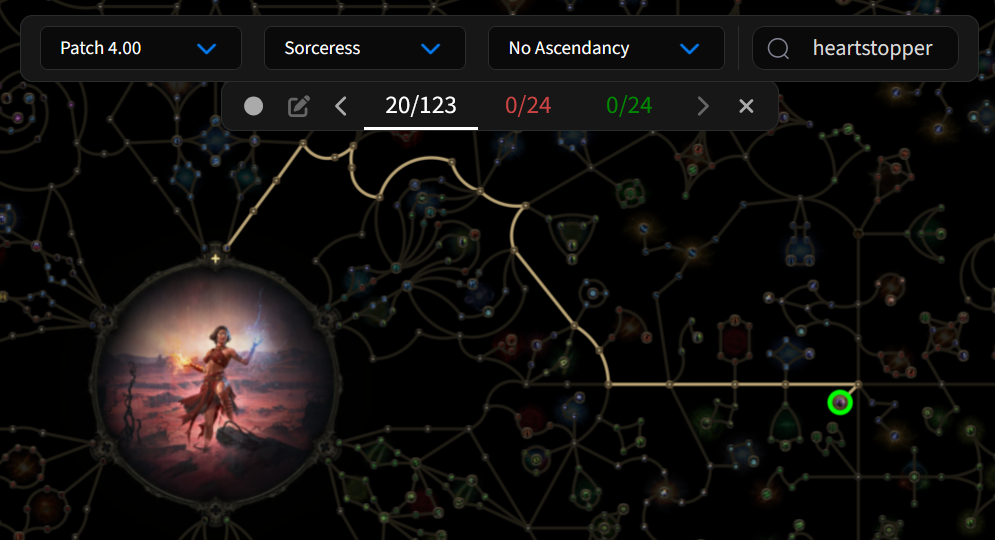 Patch 4.00
Sorceress
No Ascendancy
heartstopper
20/123
0/24
0/24